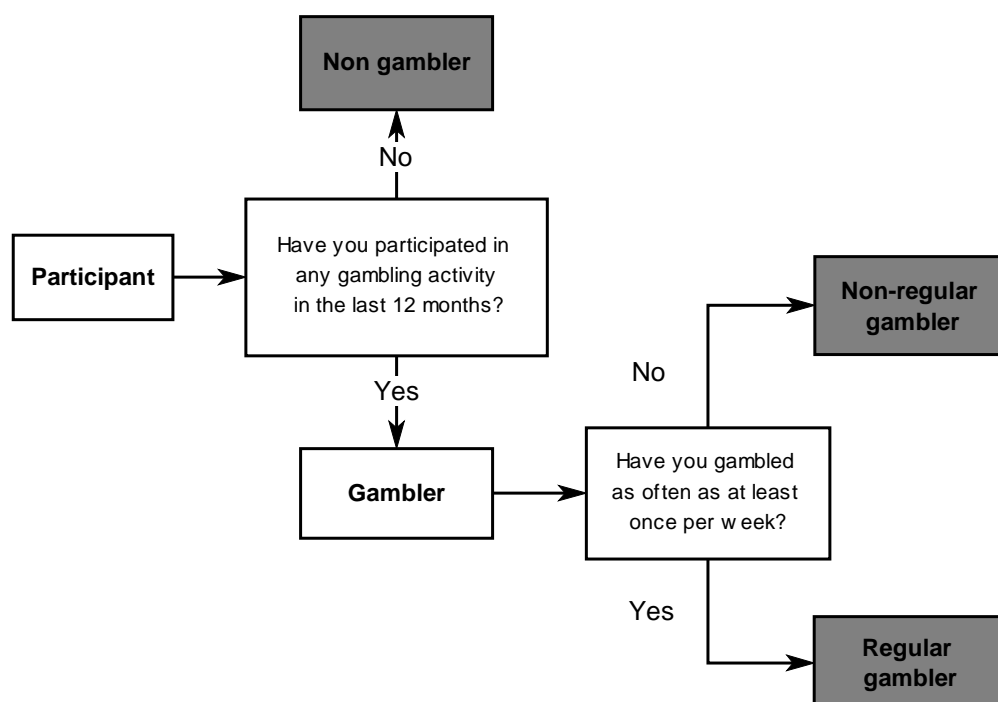 Non gambler
No
Have you participated in
any gambling activity
in the last 12 months?
Participant
Yes
Gambler
Have you gambled
as often as at least
once per week?
No
Non-regular
gambler
Yes
Regular
gambler